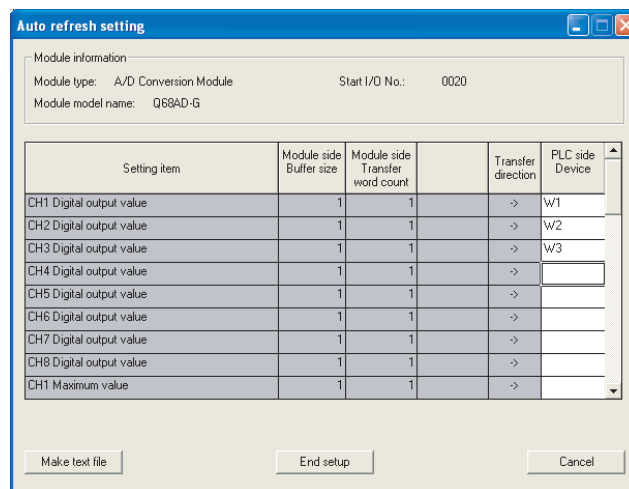 Auto refresh setting
Module information
Module type: A/D Conversion Module Start I/O No.: 0020
Module model name: Q68AD-G
Setting item Module side Buffer size Module side Transfer word count Transfer direction PLC side Device
CH1 Digital output value 1 1 -> W1
CH2 Digital output value 1 1 -> W2
CH3 Digital output value 1 1 -> W3
CH4 Digital output value 1 1 ->
CH5 Digital output value 1 1 ->
CH6 Digital output value 1 1 ->
CH7 Digital output value 1 1 ->
CH8 Digital output value 1 1 ->
CH1 Maximum value 1 1 ->
Make text file End setup Cancel